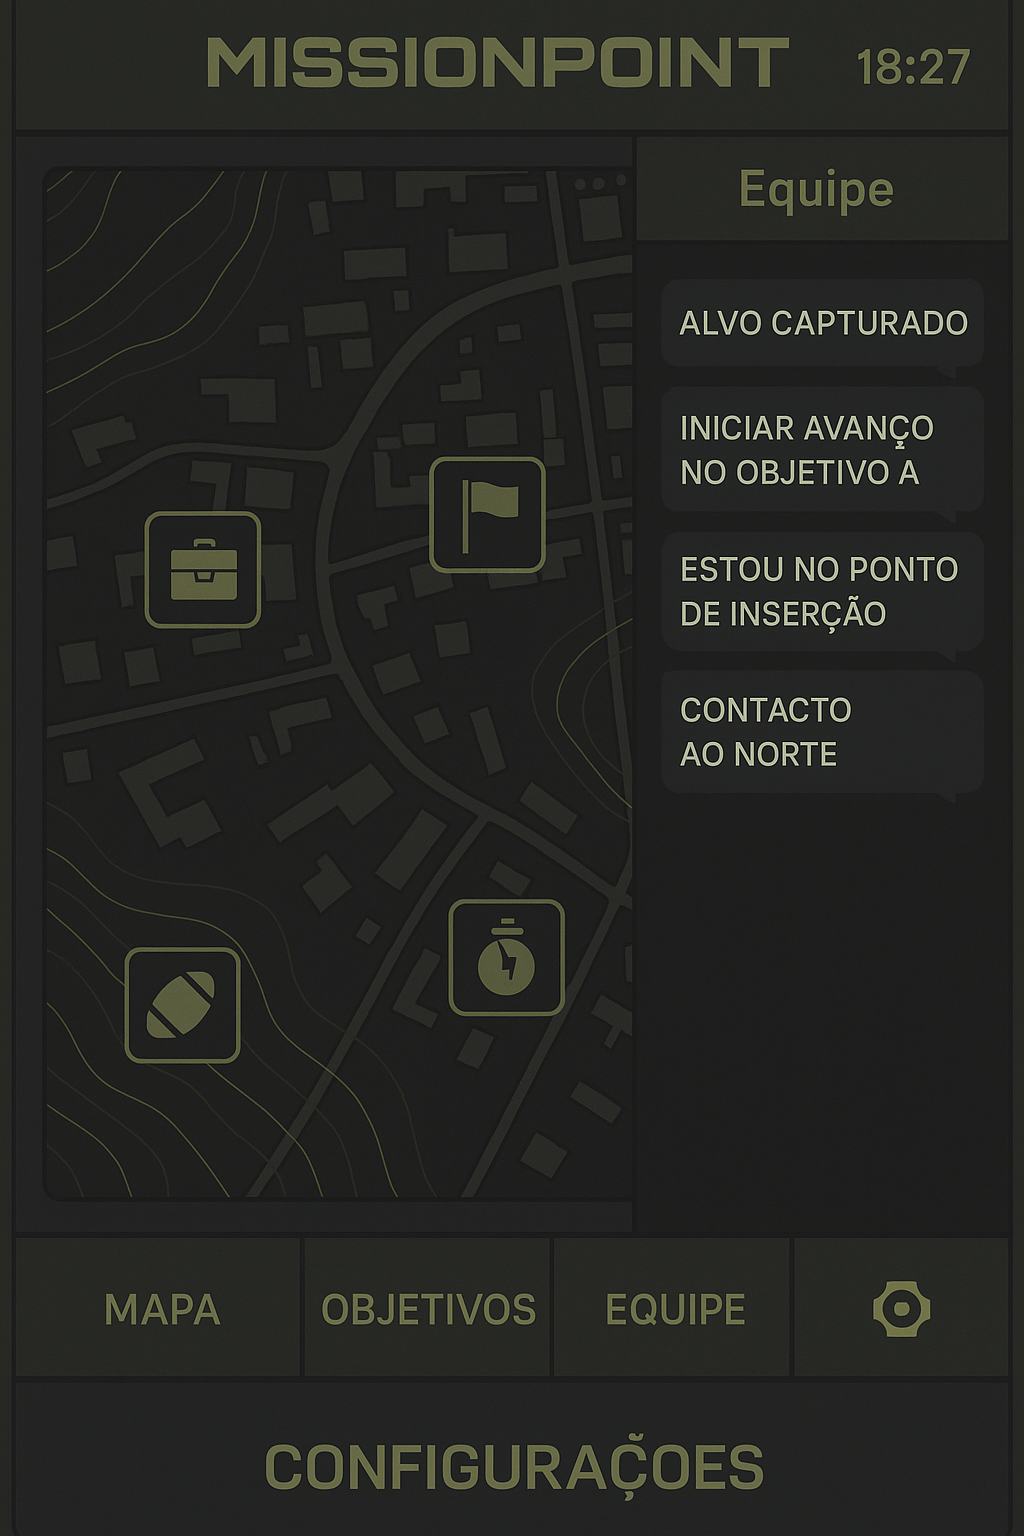 MISSIONPOINT
18:27
Equipe
ALVO CAPTURADO
INICIAR AVANÇO
NO OBJETIVO A
ESTOU NO PONTO
DE INSERÇÃO
CONTACTO
AO NORTE
MAPA
OBJETIVOS
EQUIPE
CONFIGURAÇÕES